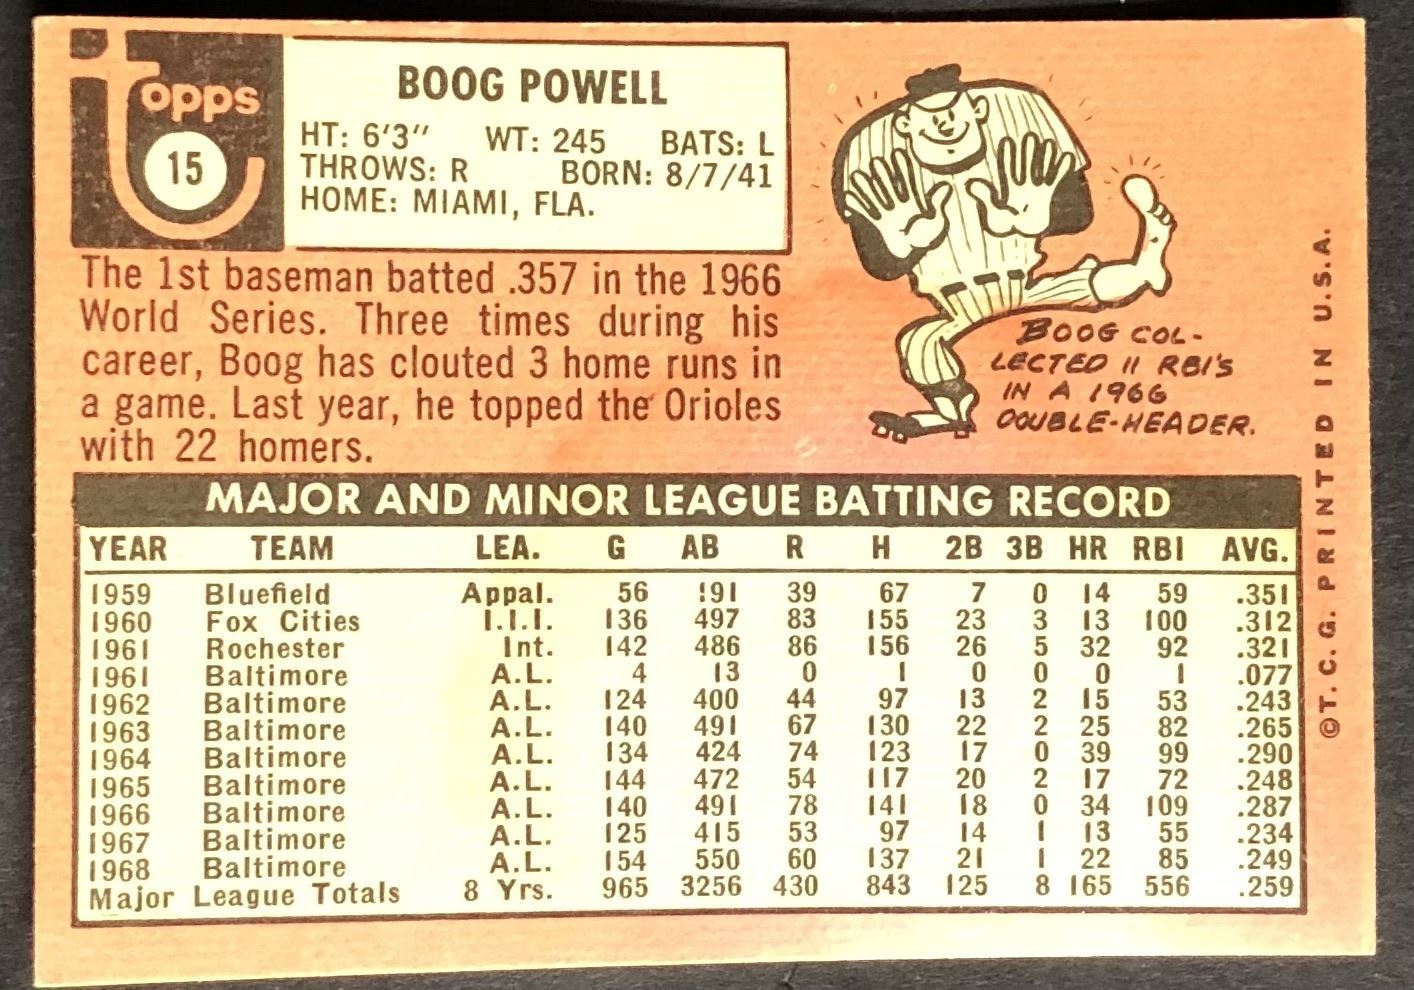 topps
15
BOOG POWELL
HT: 6'3" WT: 245 BATS: L
THROWS: R BORN: 8/7/41
HOME: MIAMI, FLA.
The 1st baseman batted .357 in the 1966
World Series. Three times during his
career, Boog has clouted 3 home runs in
a game. Last year, he topped the Orioles
with 22 homers.
BOOG COL-
LECTED 11 RBI'S
IN A 1966
DOUBLE-HEADER.
MAJOR AND MINOR LEAGUE BATTING RECORD
YEAR TEAM LEA. G AB R H 2B 3B HR RBI AVG.
1959 Bluefield Appal. 56 191 39 67 7 0 14 59 .351
1960 Fox Cities I.I.I. 136 497 83 155 23 3 13 100 .312
1961 Rochester Int. 142 486 86 156 26 5 32 92 .321
1961 Baltimore A.L. 4 13 0 1 0 0 0 1 .077
1962 Baltimore A.L. 124 400 44 97 13 2 15 53 .243
1963 Baltimore A.L. 140 491 67 130 22 2 25 82 .265
1964 Baltimore A.L. 134 424 74 123 17 0 39 99 .290
1965 Baltimore A.L. 144 472 54 117 20 2 17 72 .248
1966 Baltimore A.L. 140 491 78 141 18 0 34 109 .287
1967 Baltimore A.L. 125 415 53 97 14 1 13 55 .234
1968 Baltimore A.L. 154 550 60 137 21 1 22 85 .249
Major League Totals 8 Yrs. 965 3256 430 843 125 8 165 556 .259
©T. C. G. PRINTED IN U.S.A.